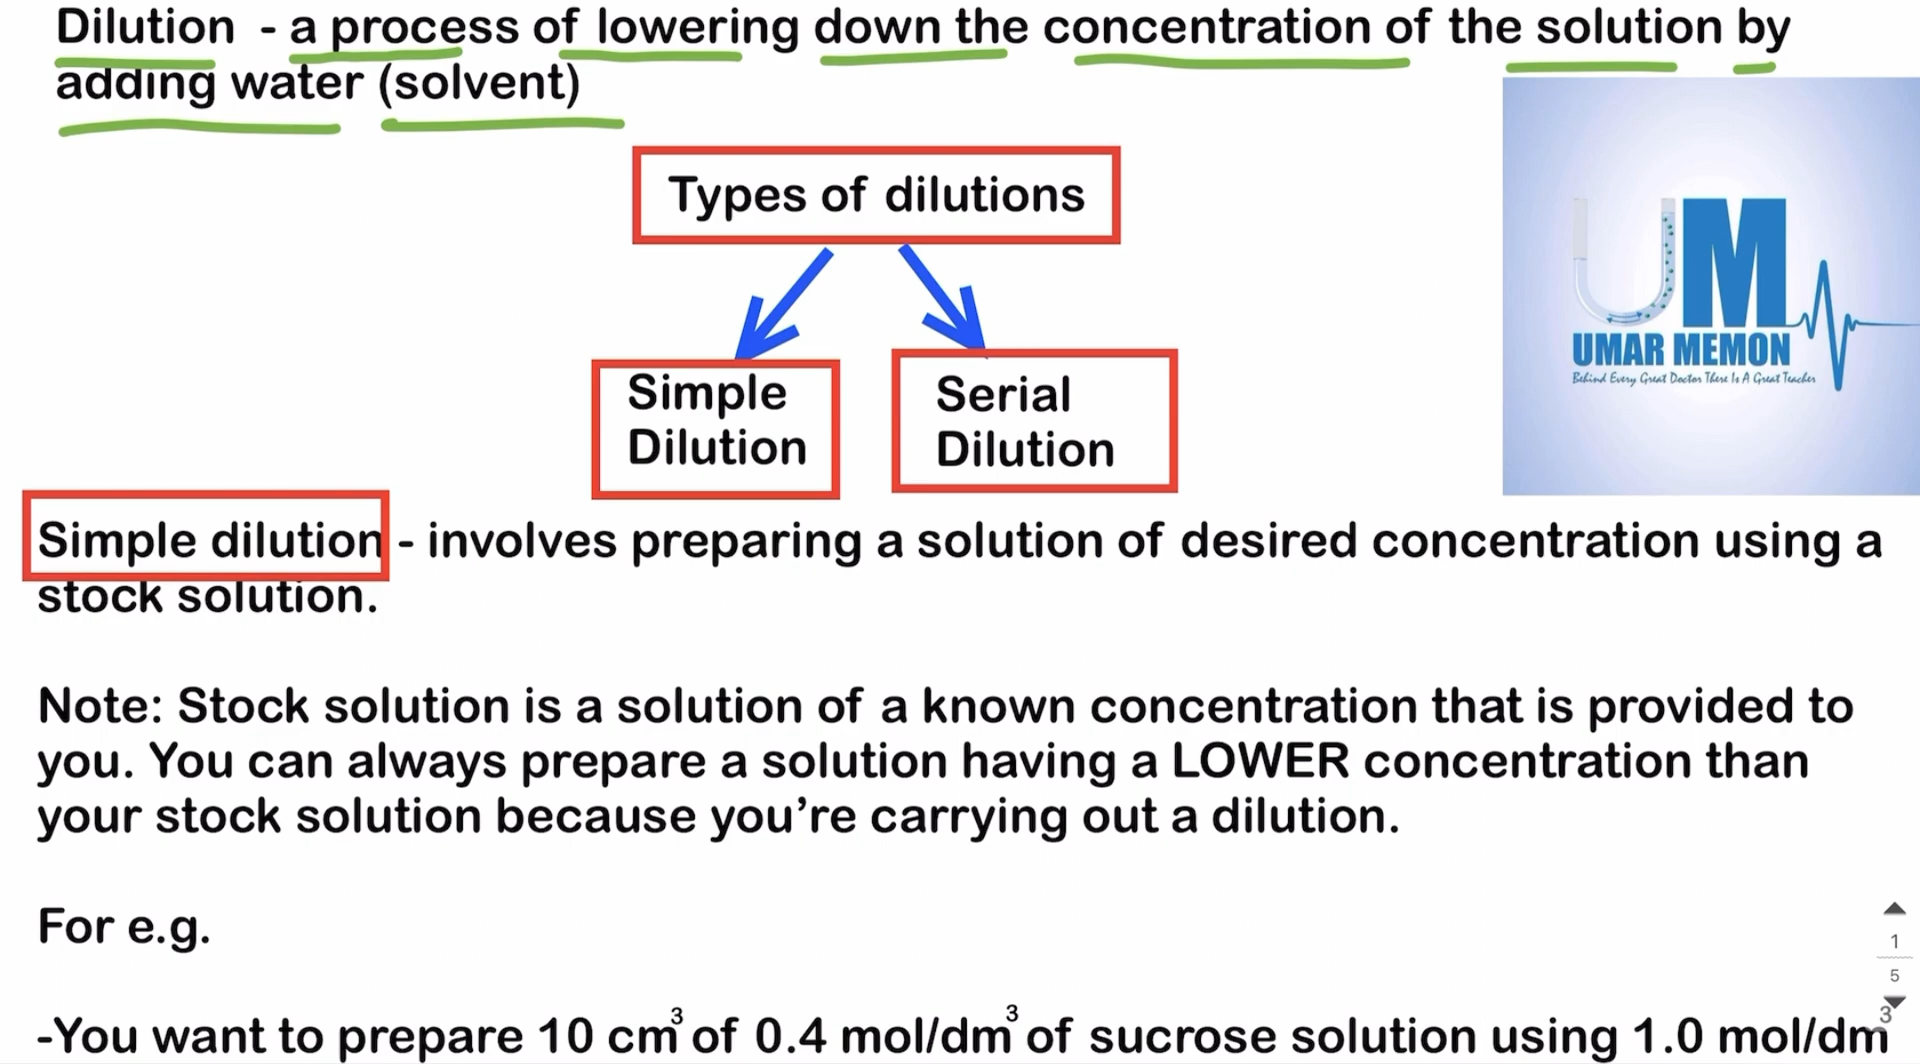 Dilution - a process of lowering down the concentration of the solution by
adding water (solvent)
Types of dilutions
Simple
Dilution
Serial
Dilution
UM
UMAR MEMON
Behind Every Great Doctor There Is A Great Teacher
Simple dilution - involves preparing a solution of desired concentration using a
stock solution.
Note: Stock solution is a solution of a known concentration that is provided to
you. You can always prepare a solution having a LOWER concentration than
your stock solution because you’re carrying out a dilution.
For e.g.
1
5
-You want to prepare 10 cm³ of 0.4 mol/dm³ of sucrose solution using 1.0 mol/dm³